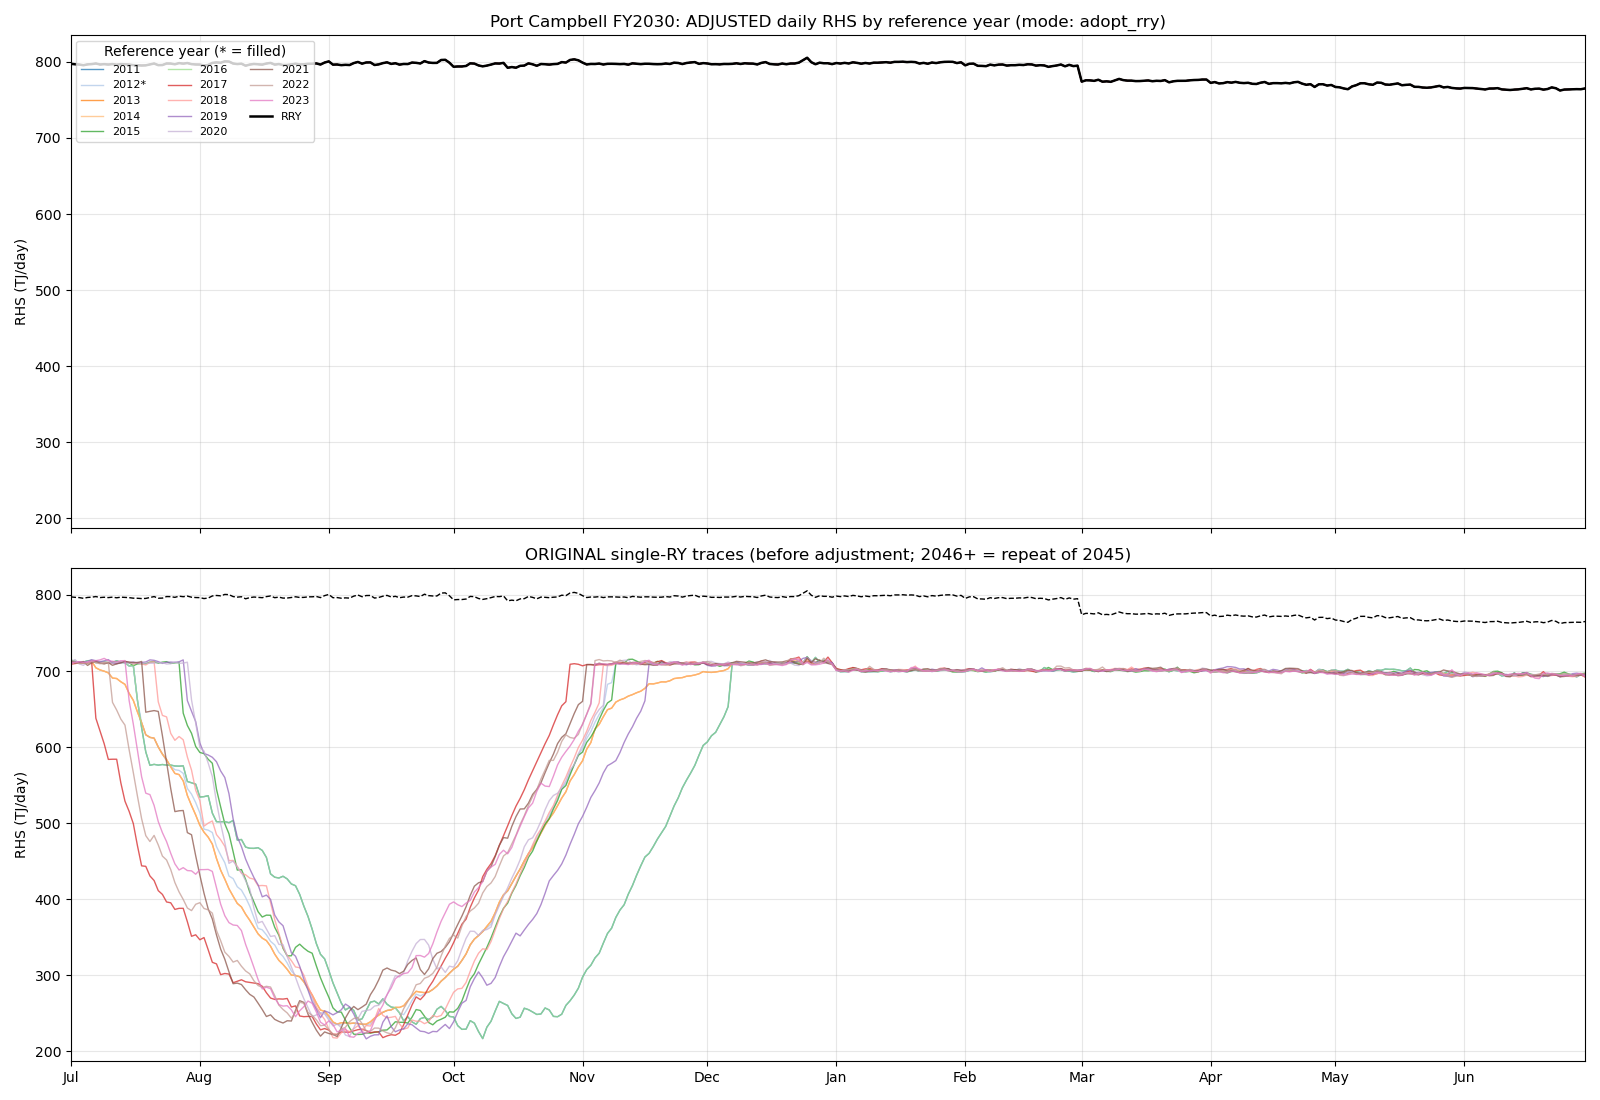 Port Campbell FY2030: ADJUSTED daily RHS by reference year (mode: adopt_rry)
Reference year (* = filled)
2011 2016 2021
2012* 2017 2022
2013 2018 2023
2014 2019 RRY
2015 2020
RHS (TJ/day)
800
700
600
500
400
300
200
ORIGINAL single-RY traces (before adjustment; 2046+ = repeat of 2045)
RHS (TJ/day)
800
700
600
500
400
300
200
Jul Aug Sep Oct Nov Dec Jan Feb Mar Apr May Jun